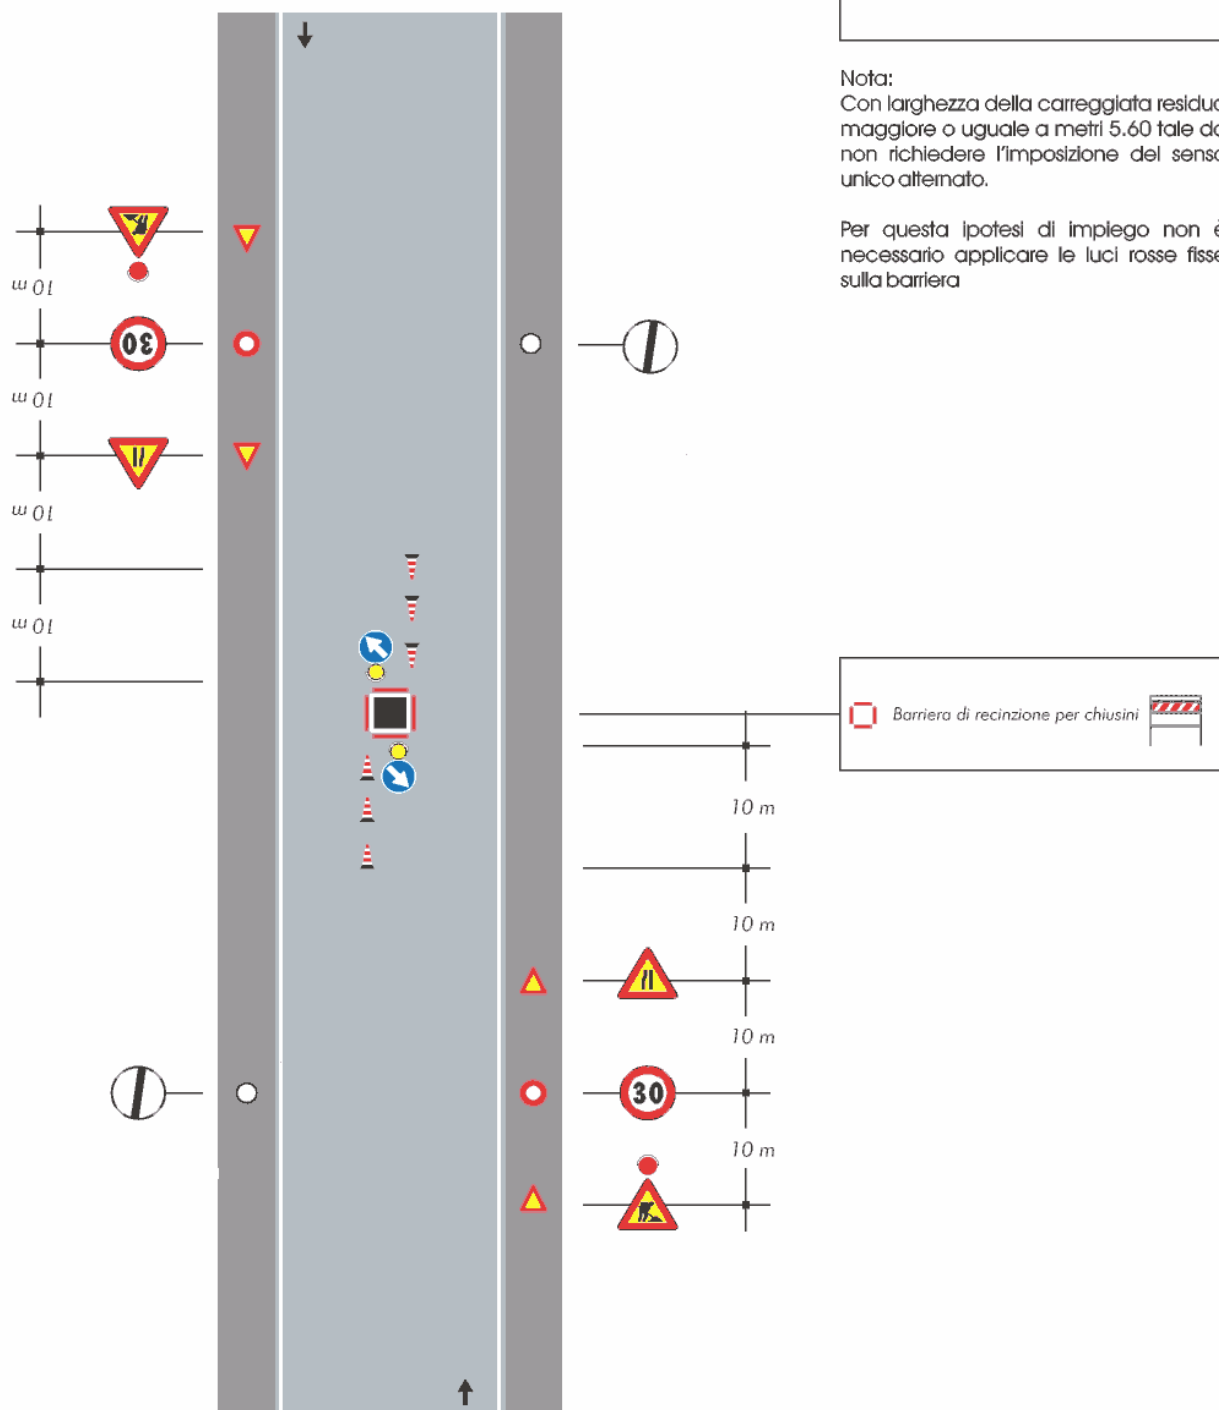 Nota:
Con larghezza della carreggiata residua
maggiore o uguale a metri 5.60 tale da
non richiedere l'imposizione del senso
unico alternato.
Per questa ipotesi di impiego non è
necessario applicare le luci rosse fisse
sulla barriera
10 m
30
10 m
10 m
10 m
Barriera di recinzione per chiusini
10 m
10 m
10 m
30
10 m